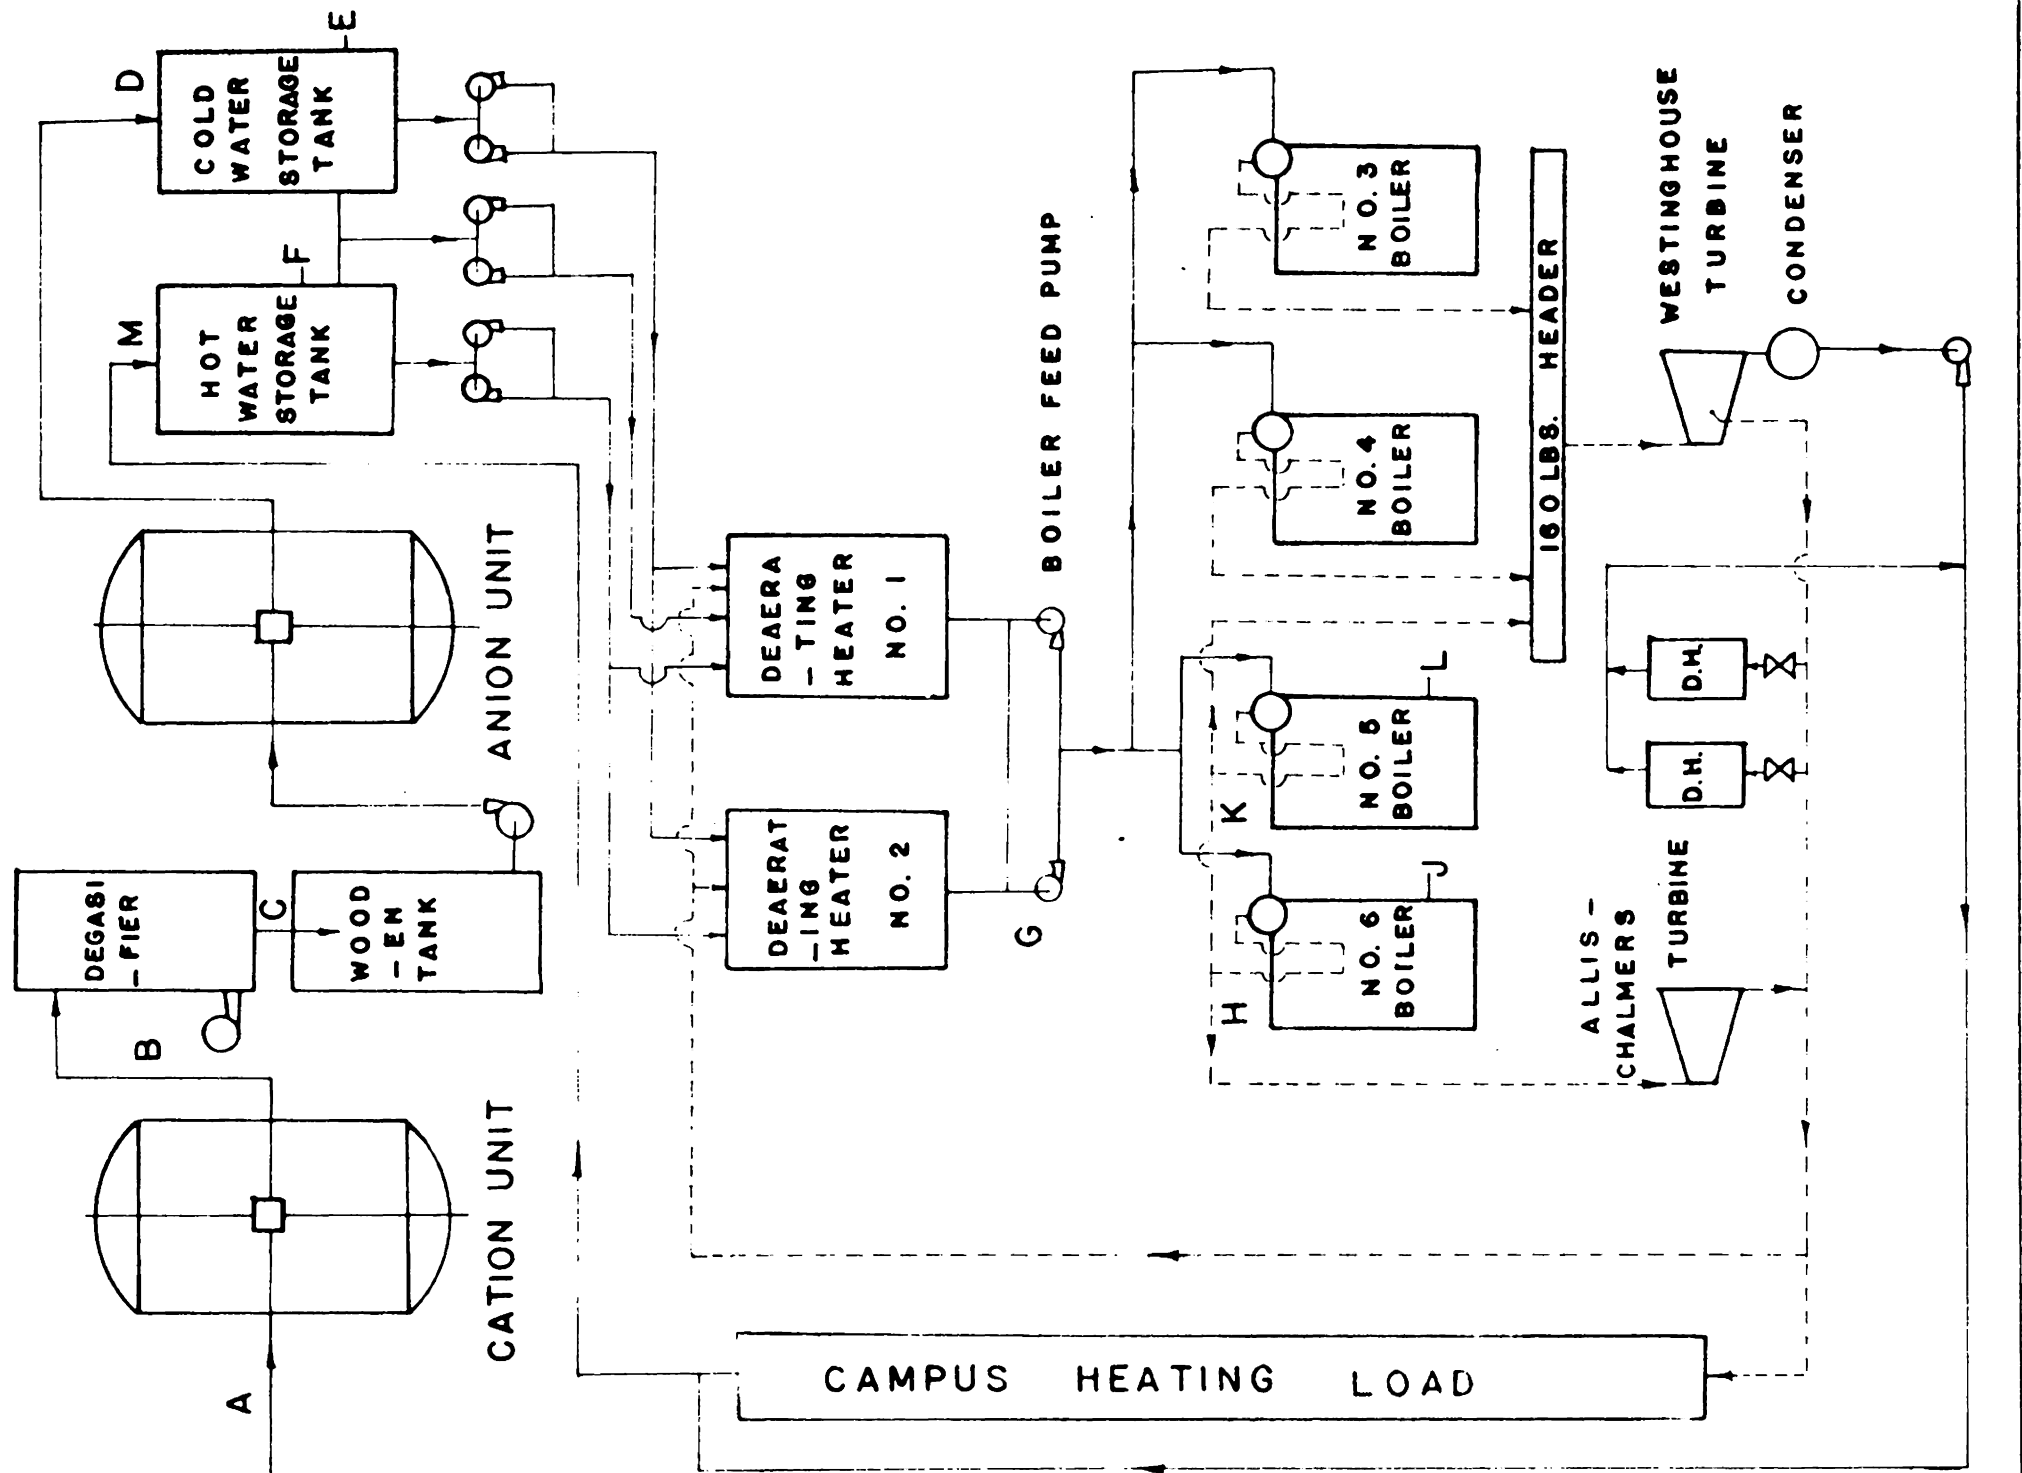 E
D
COLD
WATER
STORAGE
TANK
F
M
HOT
WATER
STORAGE
TANK
ANION UNIT
DEGASI
-FIER
C
WOOD
-EN
TANK
B
CATION UNIT
A
DEAERA
-TING
HEATER
NO. 1
DEAERAT
-ING
HEATER
NO. 2
BOILER FEED PUMP
G
NO.3
BOILER
NO.4
BOILER
L
NO. 5
BOILER
K
J
NO. 6
BOILER
H
160 LBS. HEADER
WESTINGHOUSE
TURBINE
CONDENSER
D.H.
D.H.
ALLIS-
CHALMERS
TURBINE
CAMPUS HEATING LOAD